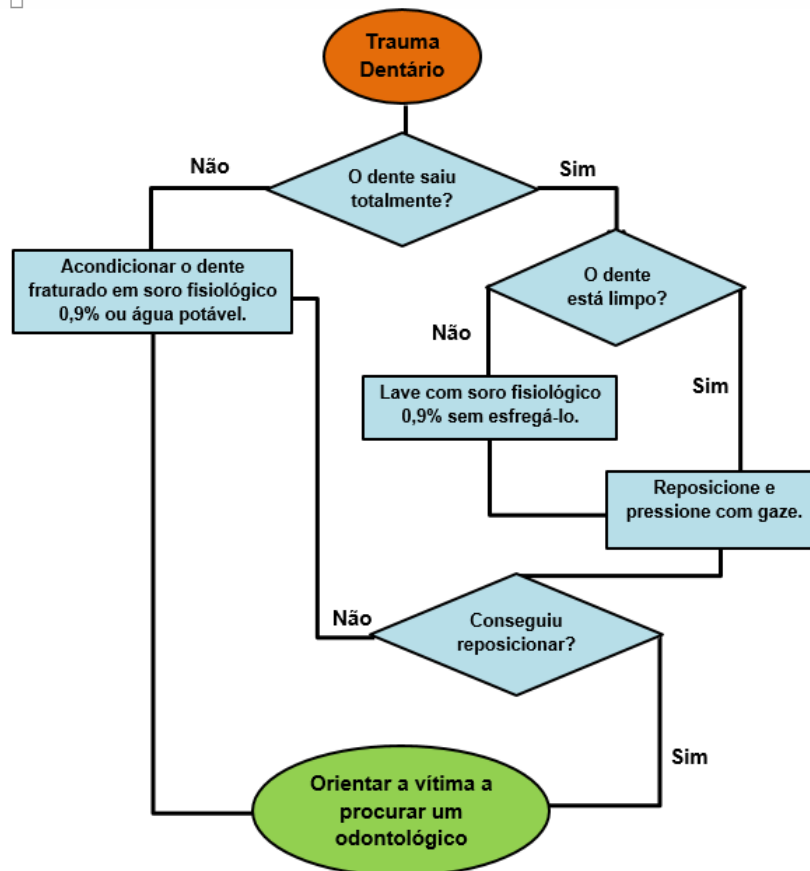 Trauma
Dentário
Não
Sim
O dente saiu
totalmente?
Acondicionar o dente
fraturado em soro fisiológico
0,9% ou água potável.
O dente
está limpo?
Não
Sim
Lave com soro fisiológico
0,9% sem esfregá-lo.
Reposicione e
pressione com gaze.
Não
Conseguiu
reposicionar?
Sim
Orientar a vítima a
procurar um
odontológico